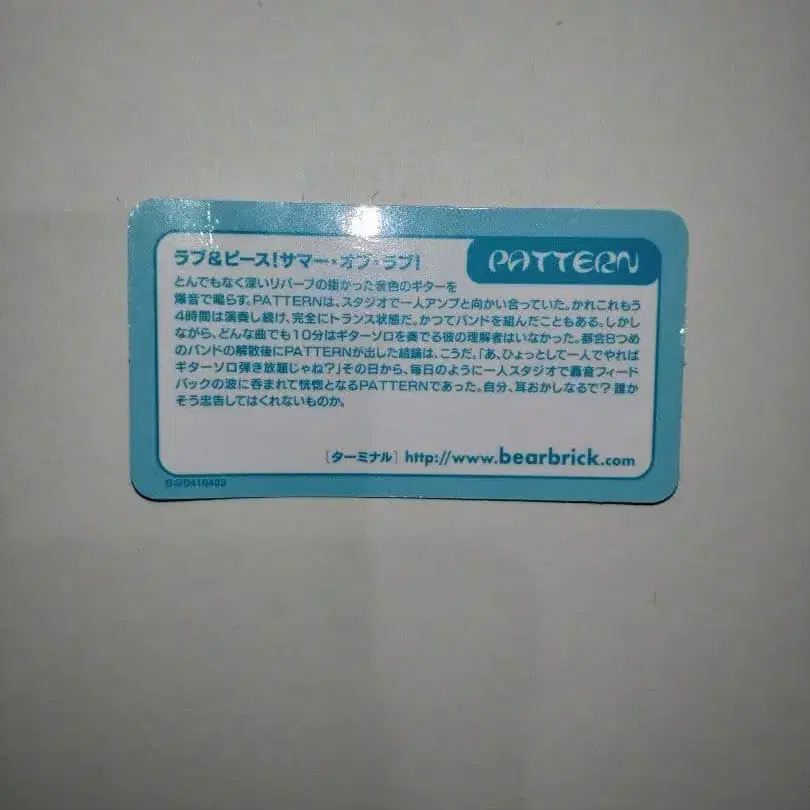 ラブ&ピース!サマー・オブ・ラブ!
PATTERN
とんでもなく深いリバーブの掛かった音色のギターを
爆音で鳴らす。PATTERNは、スタジオで一人アンプと向かい合っていた。かれこれもう
4時間は演奏し続け、完全にトランス状態だ。かつてバンドを組んだこともある。しかし
ながら、どんな曲でも10分はギターソロを奏でる彼の理解者はいなかった。都合8つめ
のバンドの解散後にPATTERNが出した結論は、こうだ。「あ、ひょっとして一人でやれば
ギターソロ弾き放題じゃね?」その日から、毎日のように一人スタジオで轟音フィード
バックの波に呑まれて恍惚となるPATTERNであった。自分、耳おかしなるで?誰か
そう忠告してはくれないものか。
[ターミナル] http://www.bearbrick.com